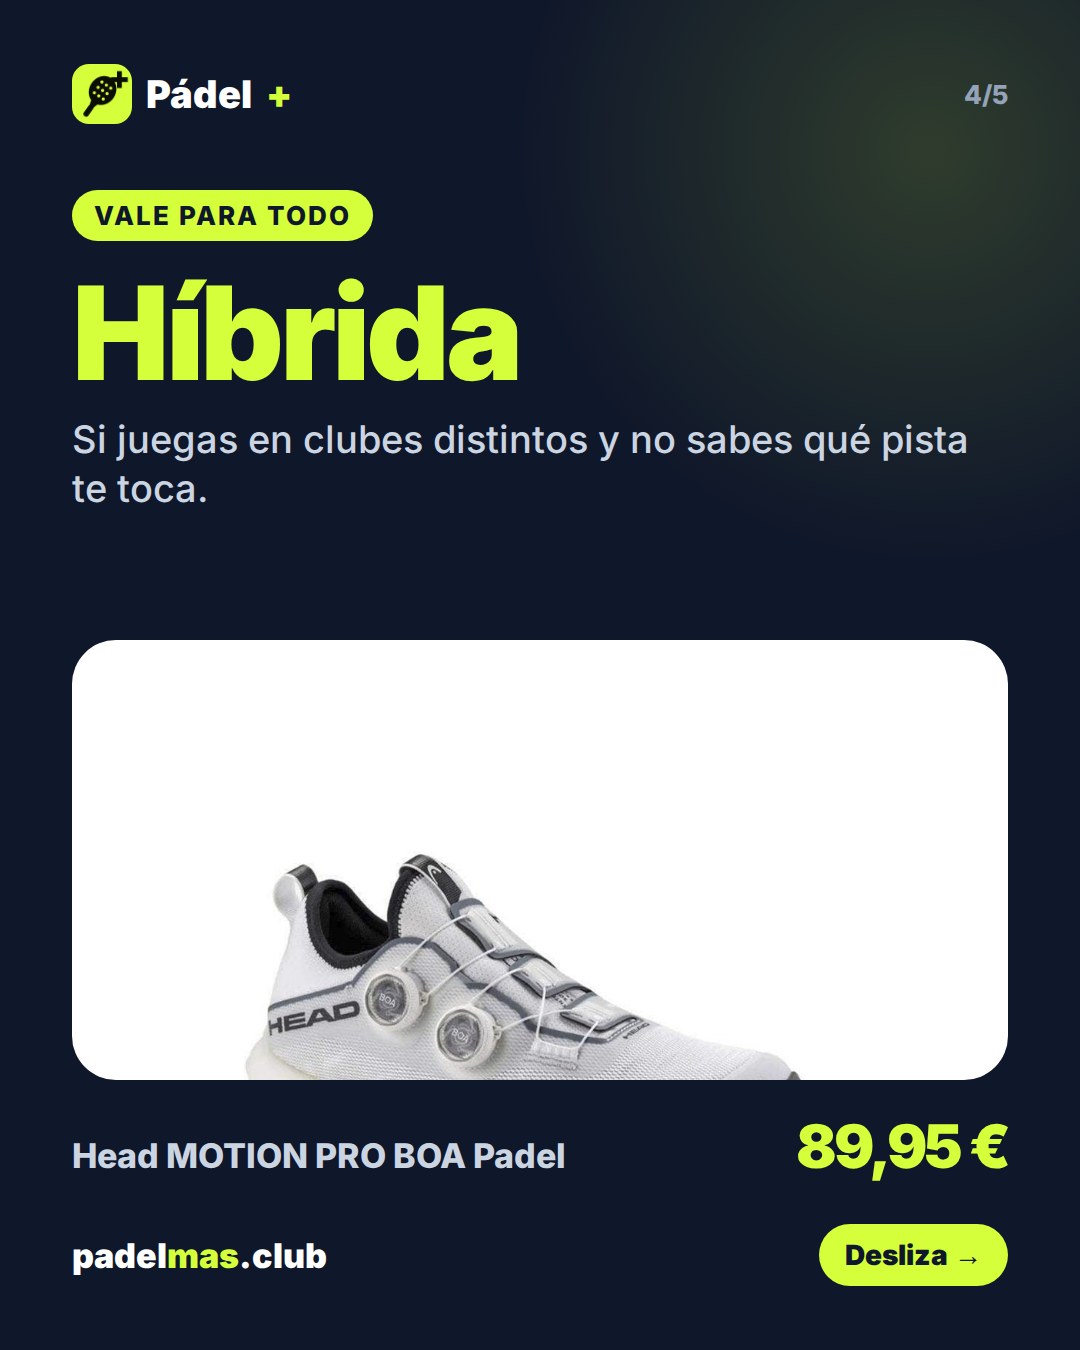 Pádel +
4/5
VALE PARA TODO
Híbrida
Si juegas en clubes distintos y no sabes qué pista
te toca.
HEAD
BOA
BOA
HEAD
Head MOTION PRO BOA Padel
89,95 €
padelmas.club
Desliza →